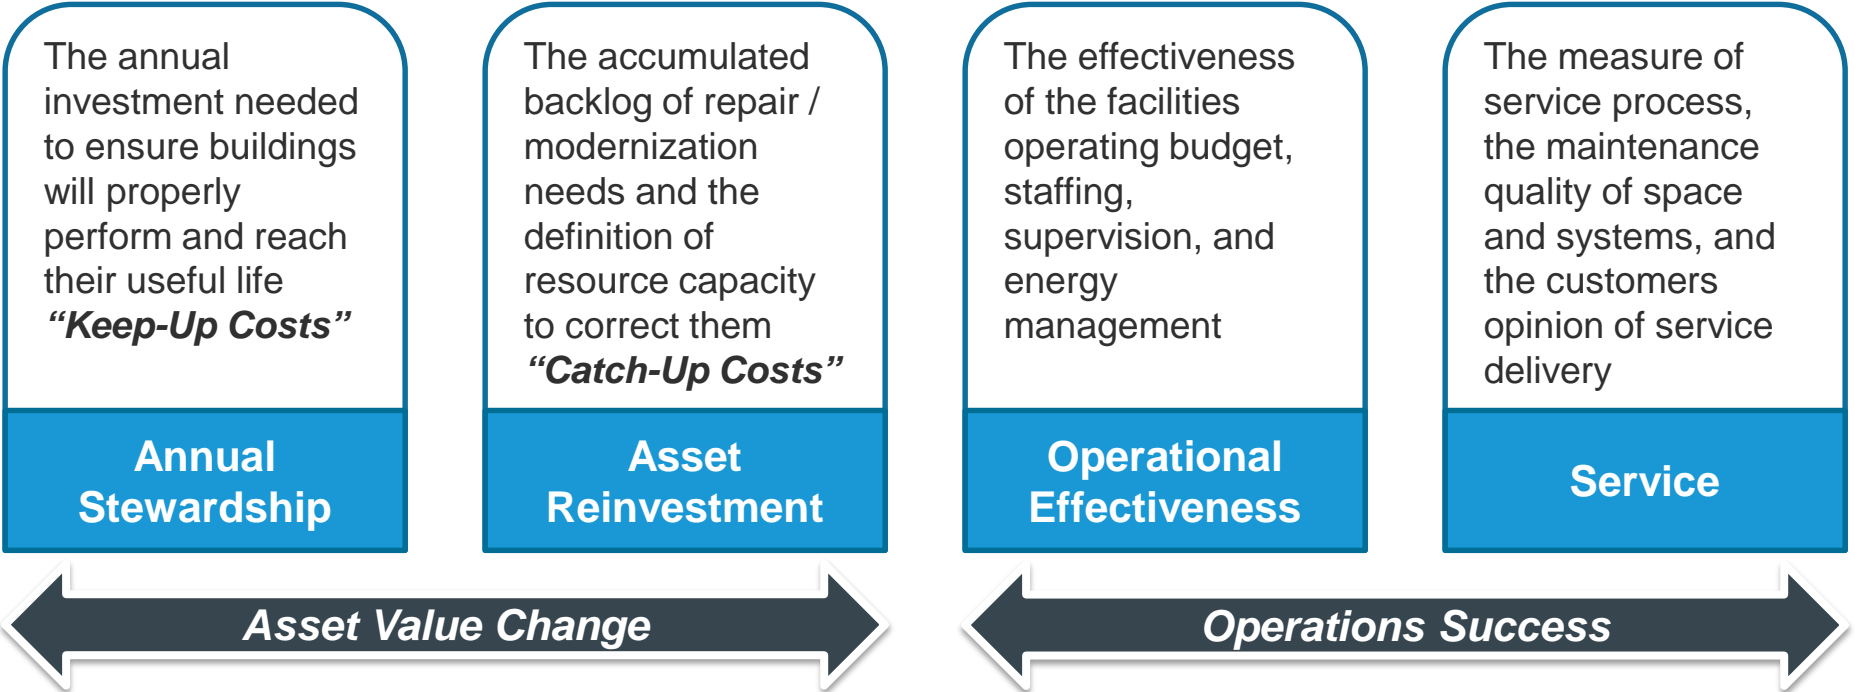 The annual
investment needed
to ensure buildings
will properly
perform and reach
their useful life
“Keep-Up Costs”
Annual
Stewardship
The accumulated
backlog of repair /
modernization
needs and the
definition of
resource capacity
to correct them
“Catch-Up Costs”
Asset
Reinvestment
The effectiveness
of the facilities
operating budget,
staffing,
supervision, and
energy
management
Operational
Effectiveness
The measure of
service process,
the maintenance
quality of space
and systems, and
the customers
opinion of service
delivery
Service
Asset Value Change
Operations Success